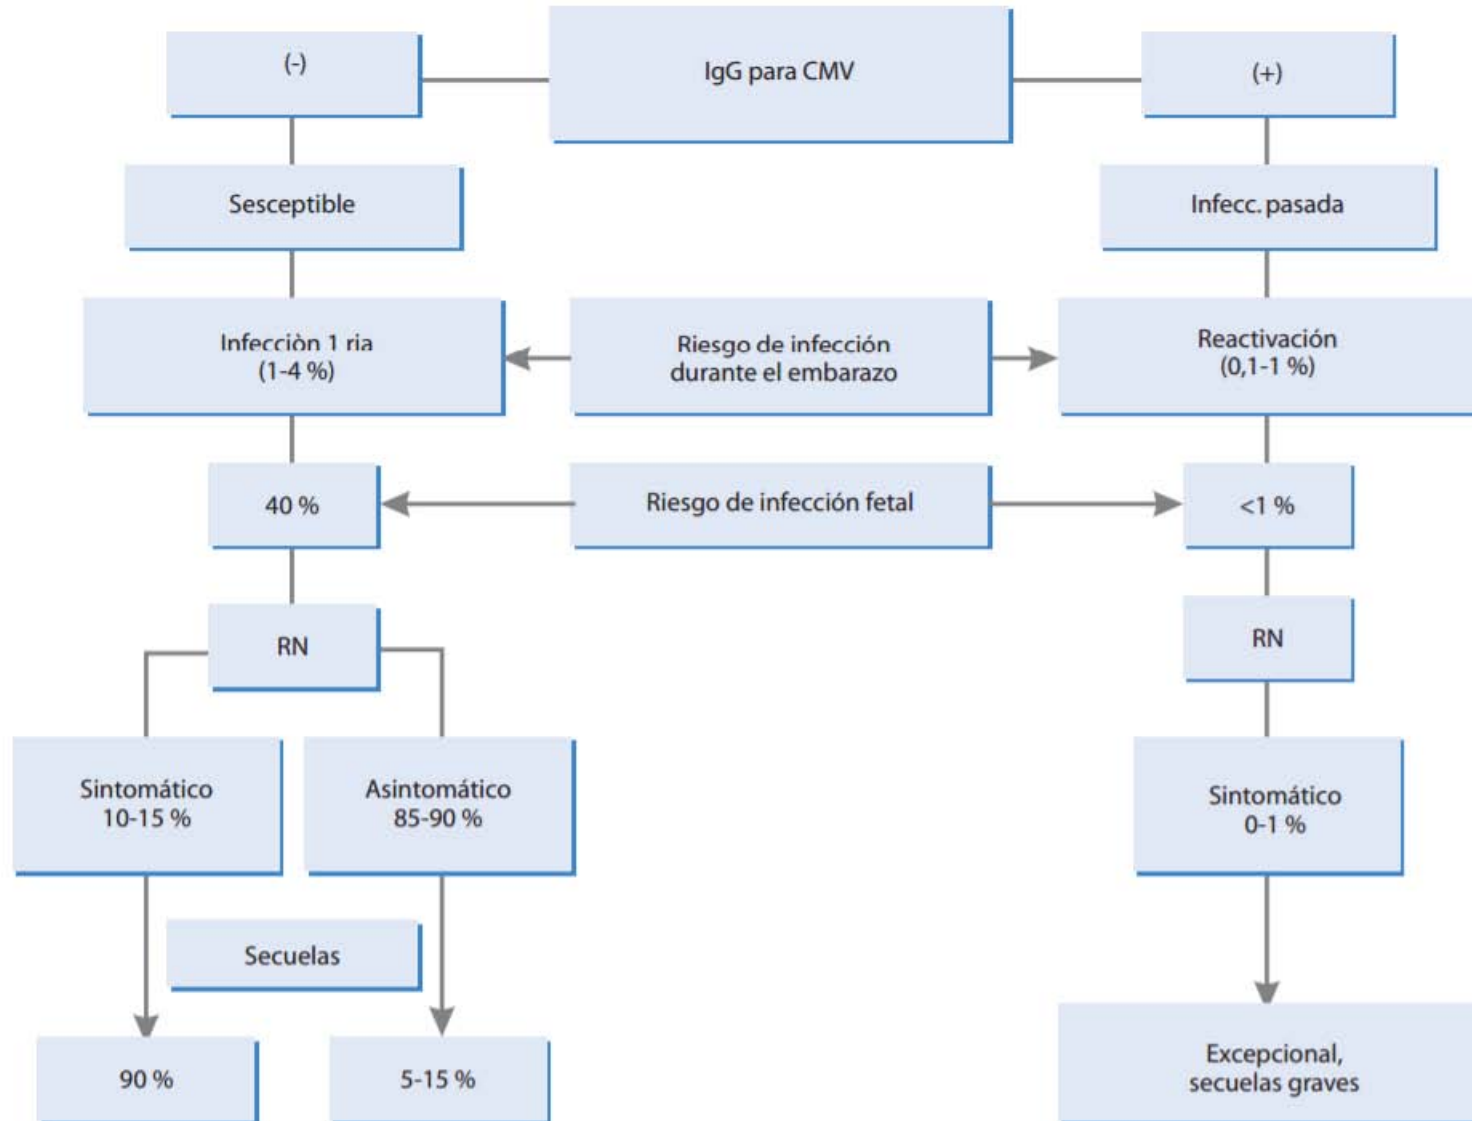 (-)
IgG para CMV
(+)
Sesceptible
Infecc. pasada
Infecciòn 1 ria
(1-4 %)
Riesgo de infección
durante el embarazo
Reactivación
(0,1-1 %)
40 %
Riesgo de infección fetal
<1 %
RN
RN
Sintomático
10-15 %
Asintomático
85-90 %
Sintomático
0-1 %
Secuelas
90 %
5-15 %
Excepcional,
secuelas graves